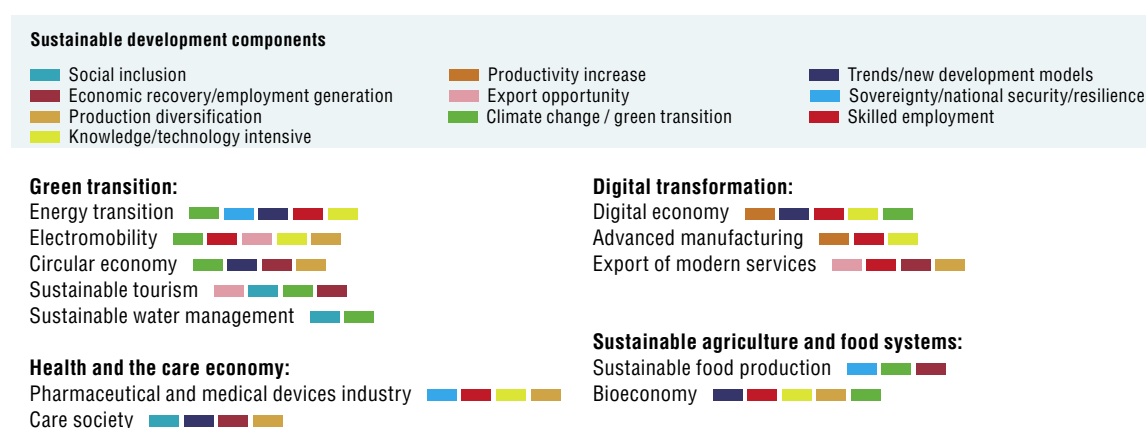 Sustainable development components
Social inclusion
Economic recovery/employment generation
Production diversification
Knowledge/technology intensive
Productivity increase
Export opportunity
Climate change / green transition
Trends/new development models
Sovereignty/national security/resilience
Skilled employment
Green transition:
Energy transition
Electromobility
Circular economy
Sustainable tourism
Sustainable water management
Health and the care economy:
Pharmaceutical and medical devices industry
Care society
Digital transformation:
Digital economy
Advanced manufacturing
Export of modern services
Sustainable agriculture and food systems:
Sustainable food production
Bioeconomy